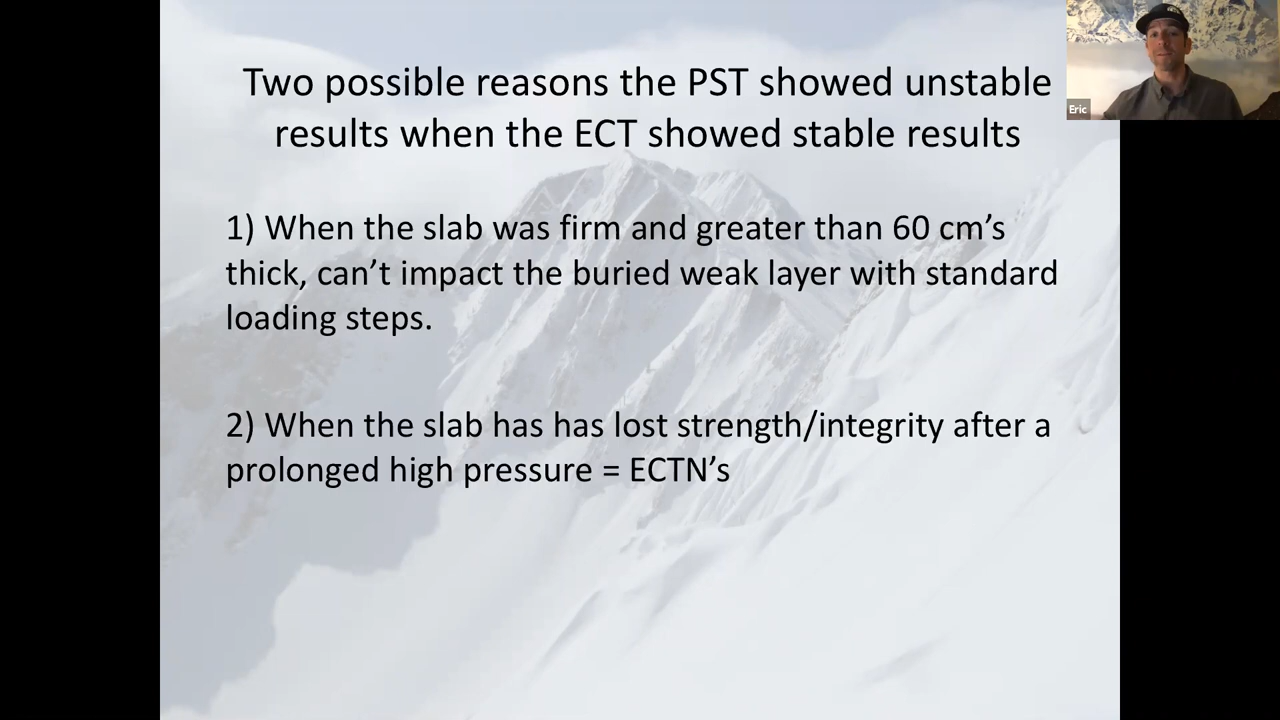 Two possible reasons the PST showed unstable
results when the ECT showed stable results
Eric
1) When the slab was firm and greater than 60 cm’s
thick, can’t impact the buried weak layer with standard
loading steps.
2) When the slab has has lost strength/integrity after a
prolonged high pressure = ECTN’s